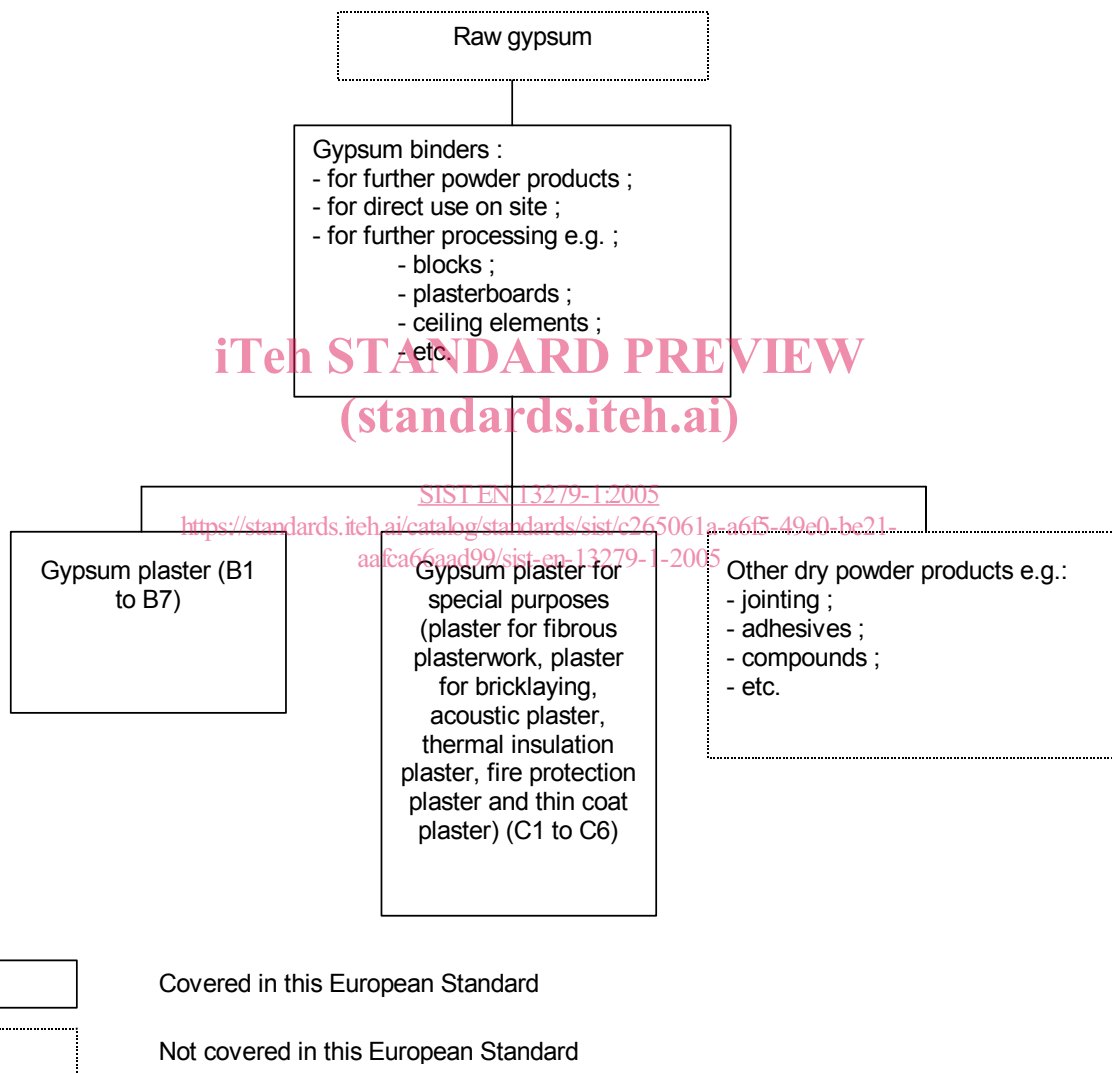 Raw gypsum
Gypsum binders :
- for further powder products ;
- for direct use on site ;
- for further processing e.g. ;
- blocks ;
- plasterboards ;
- ceiling elements ;
- etc.
iTeh STANDARD PREVIEW
(standards.iteh.ai)
SIST EN 13279-1:2005
https://standards.iteh.ai/catalog/standards/sist/c265061a-a6f5-49e0-be21-
aafca66aad99/sist-en-13279-1-2005
Gypsum plaster (B1
to B7)
Gypsum plaster for
special purposes
(plaster for fibrous
plasterwork, plaster
for bricklaying,
acoustic plaster,
thermal insulation
plaster, fire protection
plaster and thin coat
plaster) (C1 to C6)
Other dry powder products e.g.:
- jointing ;
- adhesives ;
- compounds ;
- etc.
Covered in this European Standard
Not covered in this European Standard